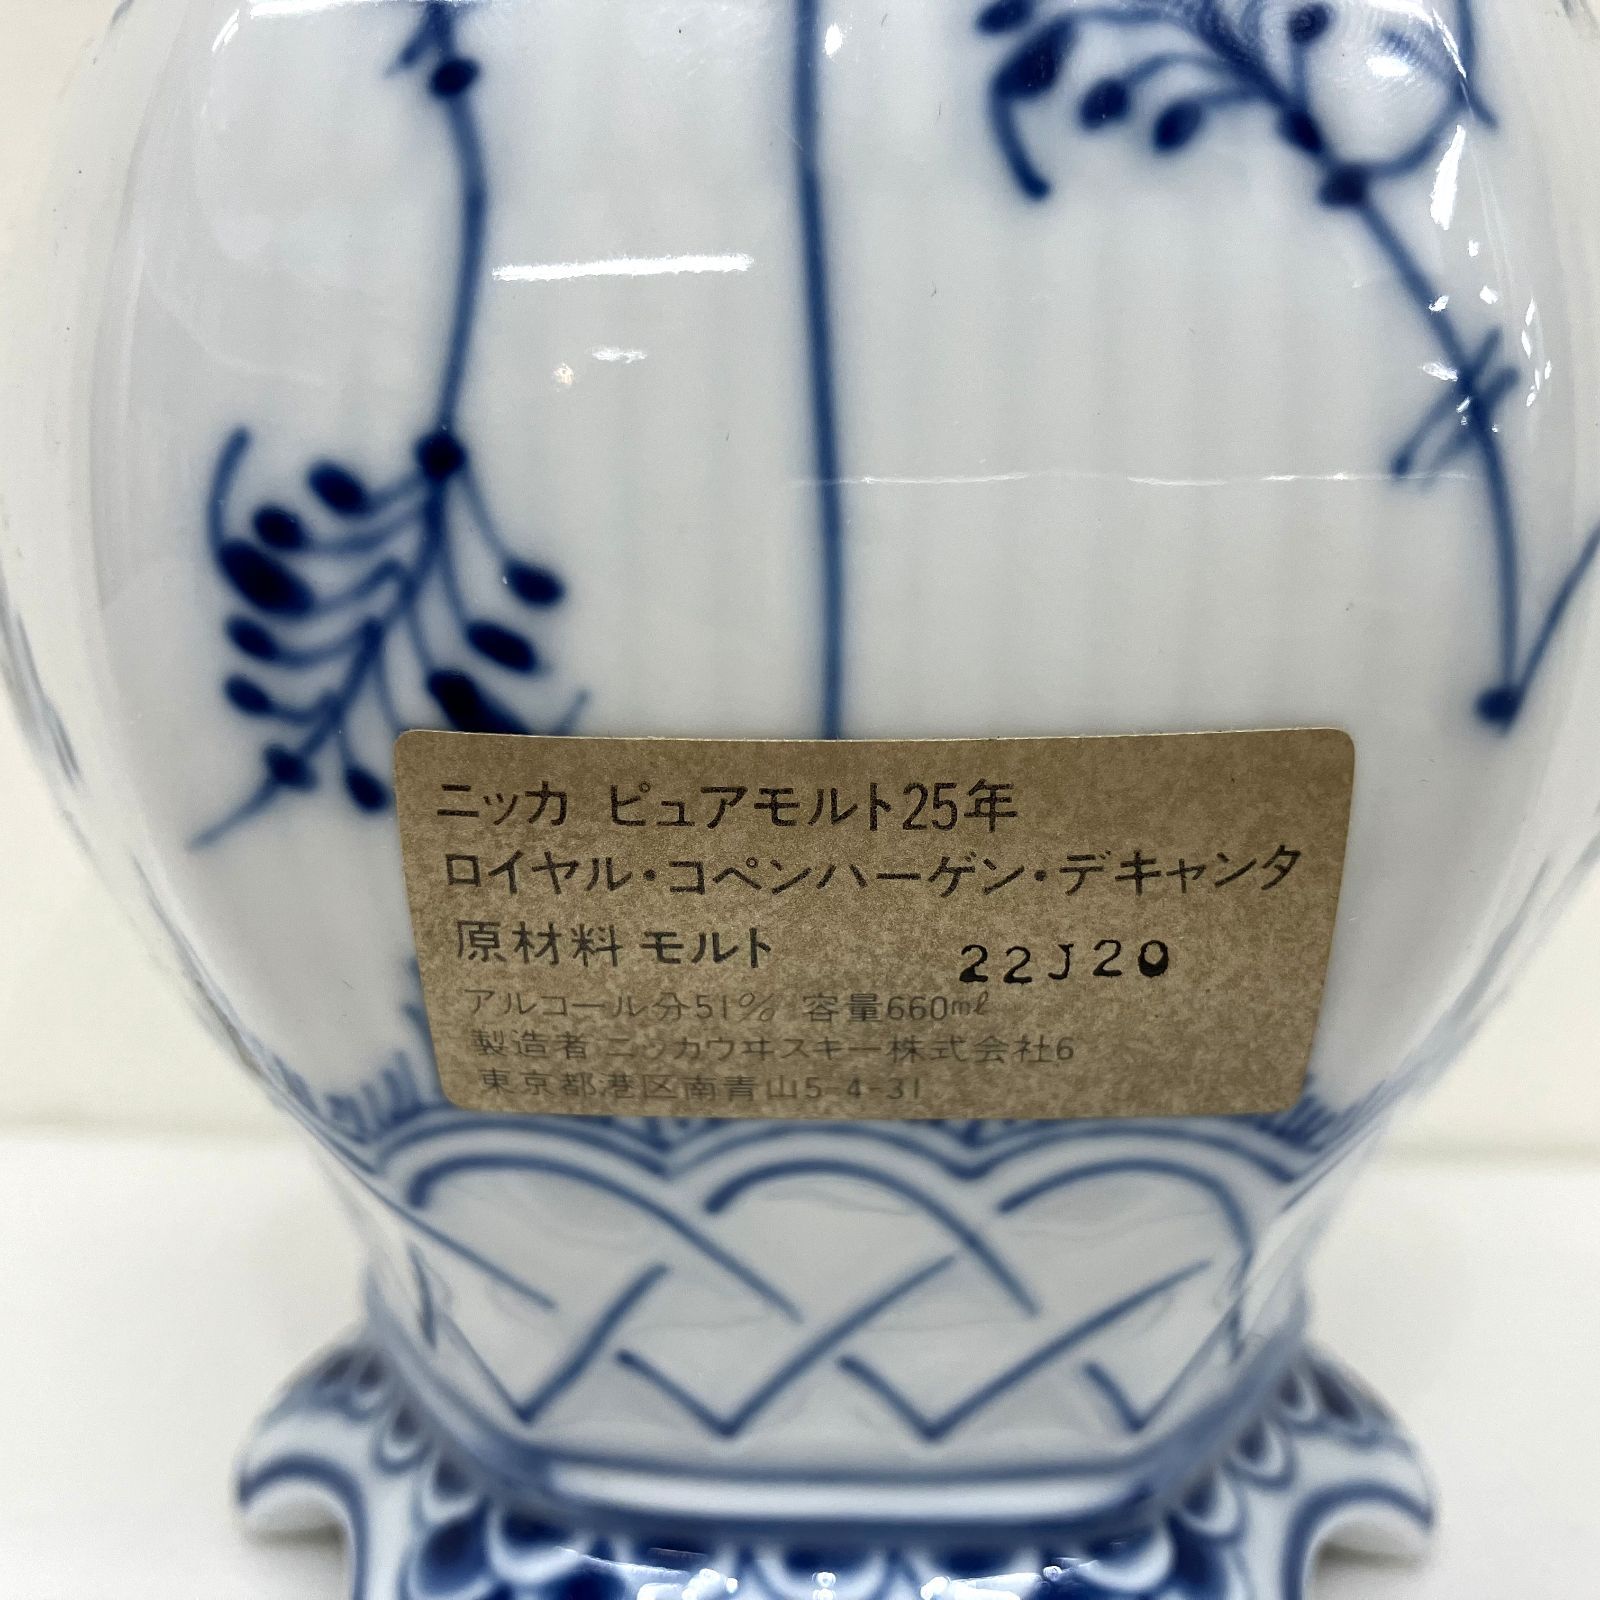 ニッカ ピュアモルト25年
ロイヤル・コペンハーゲン・デキャンタ
原材料 モルト 22J20
アルコール分51% 容量660mℓ
製造者 ニッカウヰスキー株式会社6
東京都港区南青山5-4-31